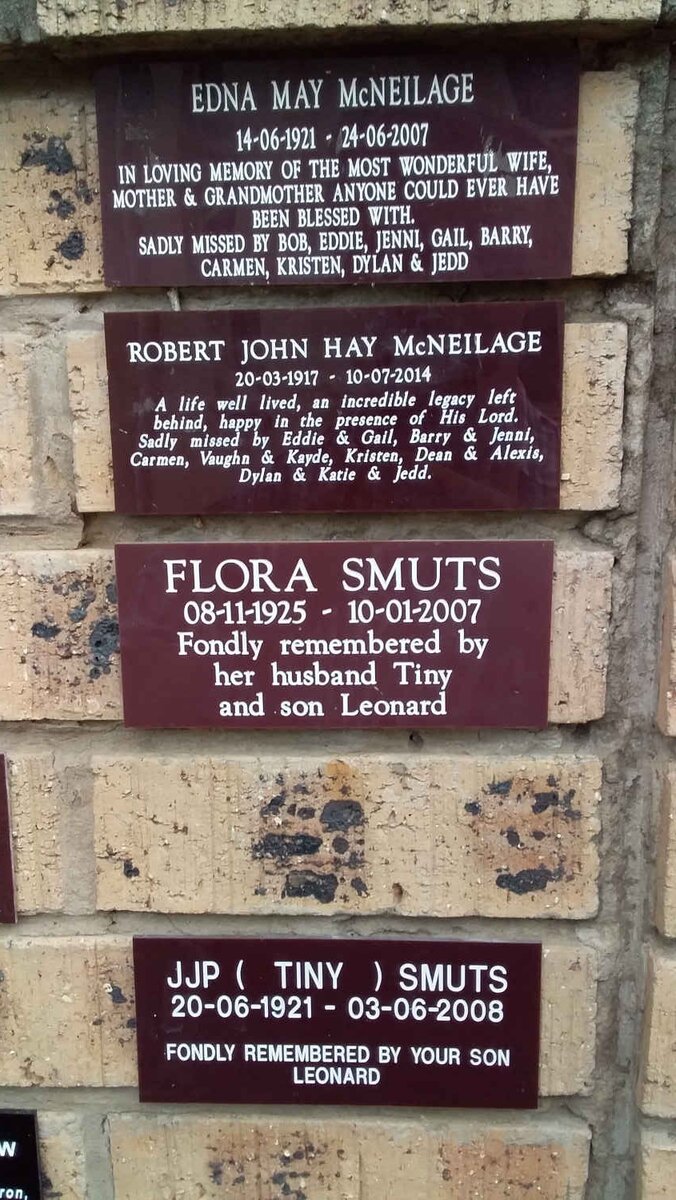 EDNA MAY McNEILAGE
14-06-1921 - 24-06-2007
IN LOVING MEMORY OF THE MOST WONDERFUL WIFE,
MOTHER & GRANDMOTHER ANYONE COULD EVER HAVE
BEEN BLESSED WITH.
SADLY MISSED BY BOB, EDDIE, JENNI, GAIL, BARRY,
CARMEN, KRISTEN, DYLAN & JEDD
ROBERT JOHN HAY McNEILAGE
20-03-1917 - 10-07-2014
A life well lived, an incredible legacy left
behind, happy in the presence of His Lord.
Sadly missed by Eddie & Gail, Barry & Jenni,
Carmen, Vaughn & Kayde, Kristen, Dean & Alexis,
Dylan & Katie & Jedd.
FLORA SMUTS
08-11-1925 - 10-01-2007
Fondly remembered by
her husband Tiny
and son Leonard
JJP ( TINY ) SMUTS
20-06-1921 - 03-06-2008
FONDLY REMEMBERED BY YOUR SON
LEONARD